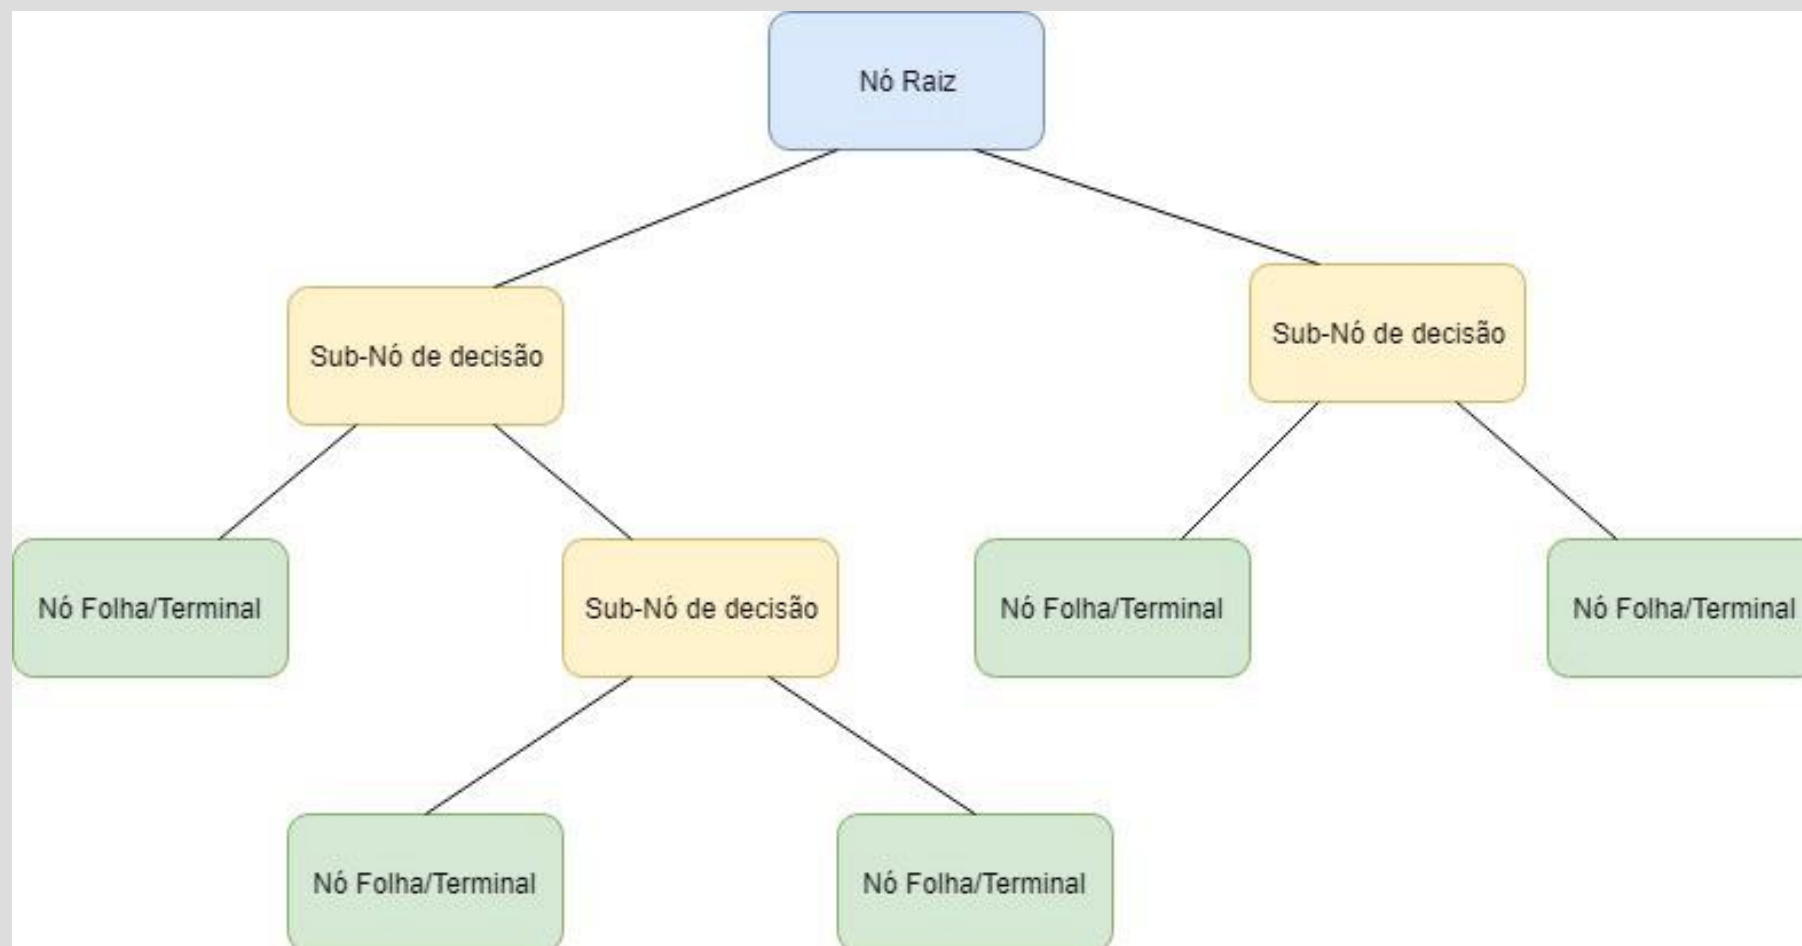 Nó Raiz
Sub-Nó de decisão
Sub-Nó de decisão
Nó Folha/Terminal
Sub-Nó de decisão
Nó Folha/Terminal
Nó Folha/Terminal
Nó Folha/Terminal
Nó Folha/Terminal